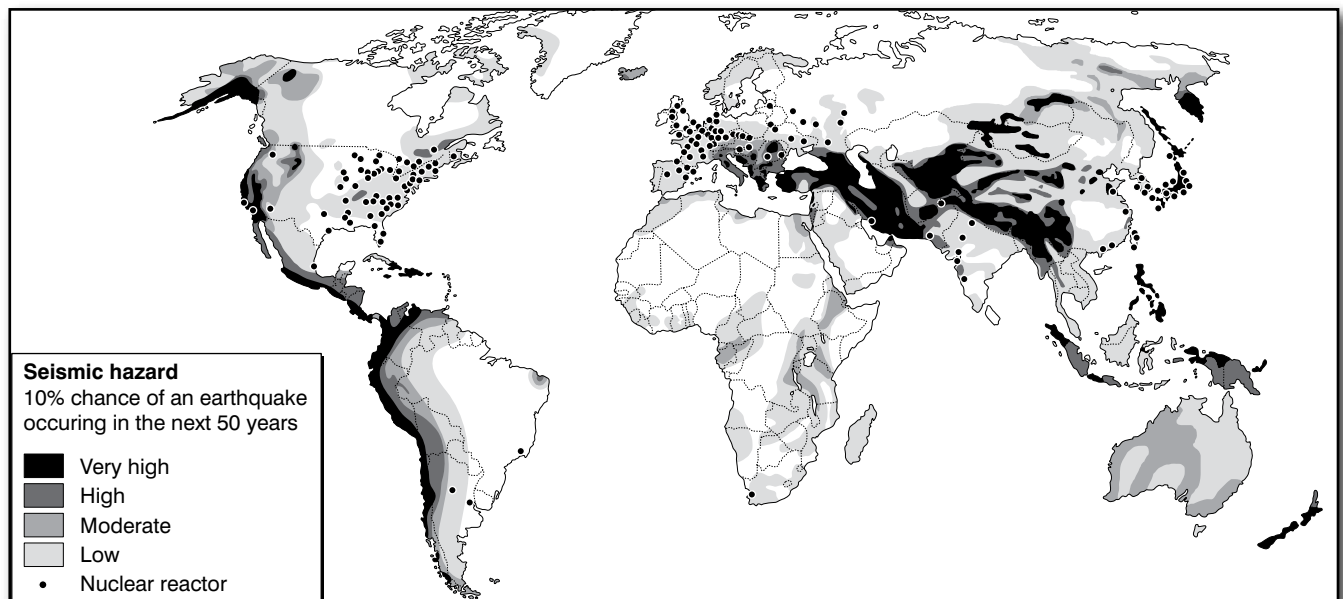 Seismic hazard
10% chance of an earthquake
occuring in the next 50 years
Very high
High
Moderate
Low
Nuclear reactor